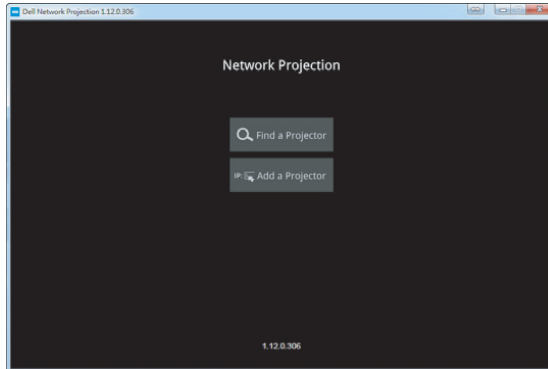 Dell Network Projection 1.12.0.306
Network Projection
Find a Projector
IP: Add a Projector
1.12.0.306